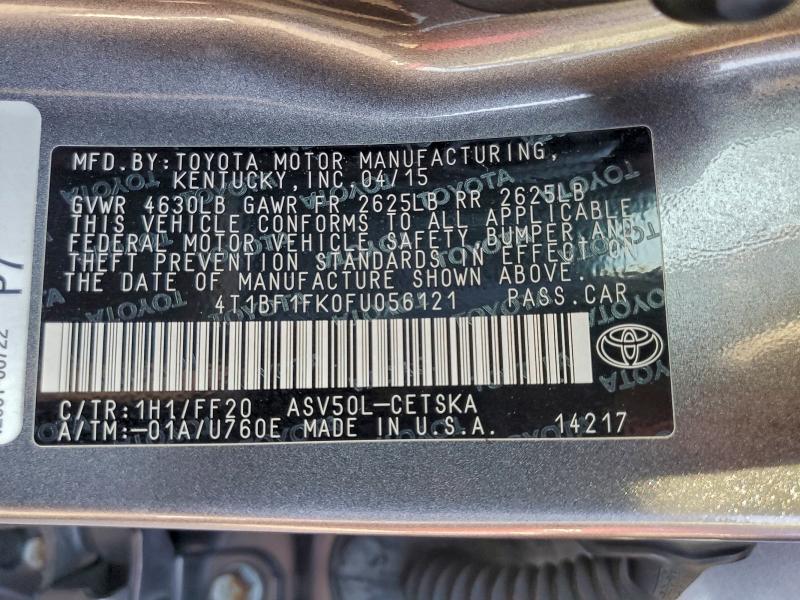 MFD. BY: TOYOTA MOTOR MANUFACTURING,
KENTUCKY, INC. 04/15
GVWR 4630LB GAWR FR 2625LB RR 2625LB
THIS VEHICLE CONFORMS TO ALL APPLICABLE
FEDERAL MOTOR VEHICLE SAFETY, BUMPER, AND
THEFT PREVENTION STANDARDS IN EFFECT ON
THE DATE OF MANUFACTURE SHOWN ABOVE.
4T1BF1FK0FU056121 PASS. CAR
C/TR: 1H1/FF20 ASV50L-CETSKA
A/TM: -01A/U760E MADE IN U.S.A. 14217
P7